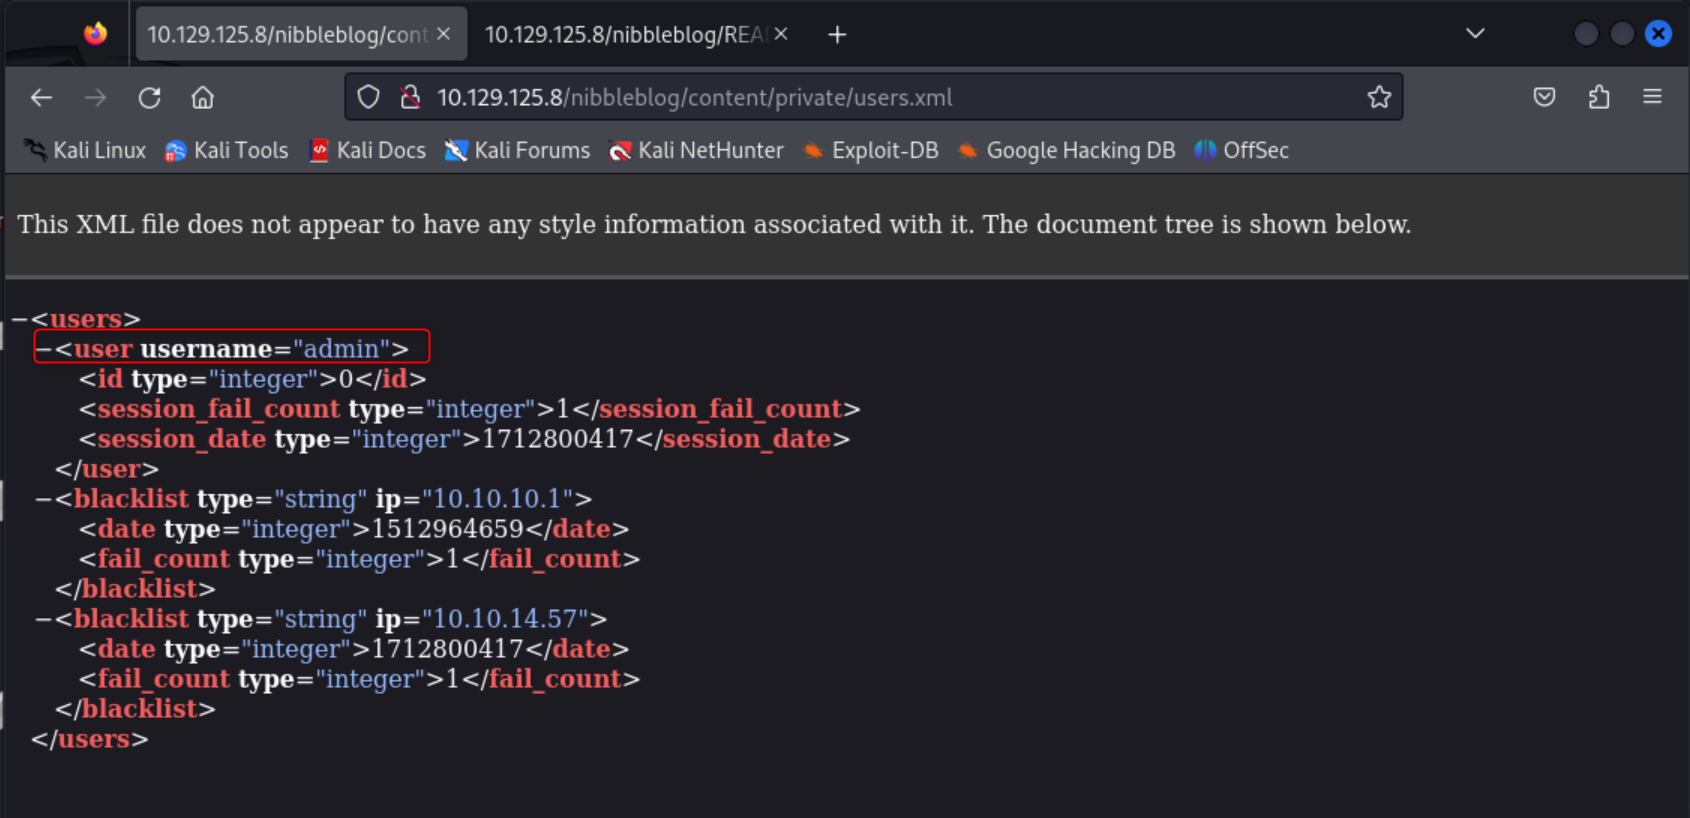 10.129.125.8/nibbleblog/cont
10.129.125.8/nibbleblog/REA
10.129.125.8/nibbleblog/content/private/users.xml
Kali Linux Kali Tools Kali Docs Kali Forums Kali NetHunter Exploit-DB Google Hacking DB OffSec
This XML file does not appear to have any style information associated with it. The document tree is shown below.
−<users>
−<user username="admin">
<id type="integer">0</id>
<session_fail_count type="integer">1</session_fail_count>
<session_date type="integer">1712800417</session_date>
</user>
−<blacklist type="string" ip="10.10.10.1">
<date type="integer">1512964659</date>
<fail_count type="integer">1</fail_count>
</blacklist>
−<blacklist type="string" ip="10.10.14.57">
<date type="integer">1712800417</date>
<fail_count type="integer">1</fail_count>
</blacklist>
</users>